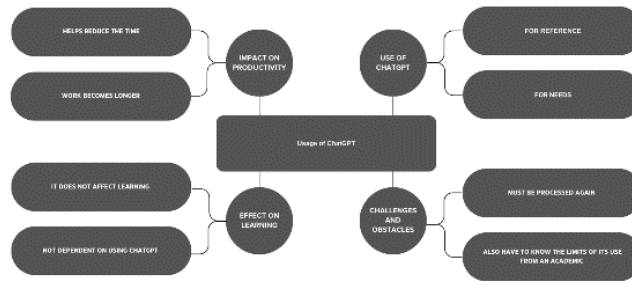 HELPS REDUCE THE TIME
WORK BECOMES LONGER
IMPACT ON
PRODUCTIVITY
USE OF
CHATGPT
FOR REFERENCE
FOR NEEDS
Usage of ChatGPT
IT DOES NOT AFFECT LEARNING
NOT DEPENDENT ON USING CHATGPT
EFFECT ON
LEARNING
CHALLENGES
AND
OBSTACLES
MUST BE PROCESSED AGAIN
ALSO HAVE TO KNOW THE LIMITS OF ITS USE
FROM AN ACADEMIC